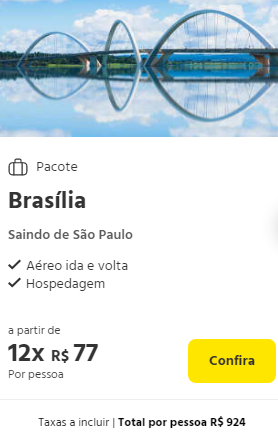 Pacote
Brasília
Saindo de São Paulo
Aéreo ida e volta
Hospedagem
a partir de
12x R$ 77
Por pessoa
Confira
Taxas a incluir | Total por pessoa R$ 924